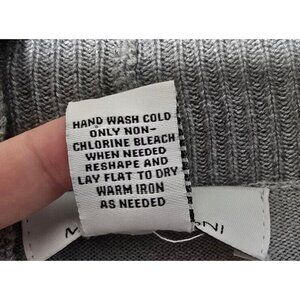 HAND WASH COLD
ONLY NON-
CHLORINE BLEACH
WHEN NEEDED
RESHAPE AND
LAY FLAT TO DRY
WARM IRON
AS NEEDED